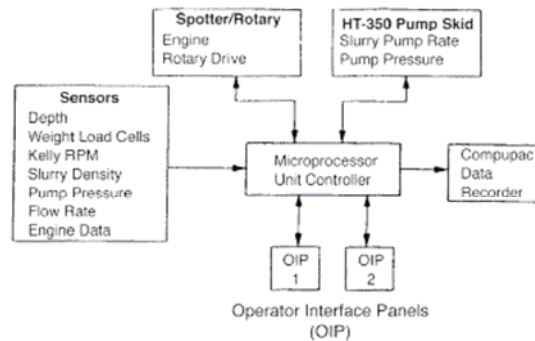 Spotter/Rotary
Engine
Rotary Drive
HT-350 Pump Skid
Slurry Pump Rate
Pump Pressure
Sensors
Depth
Weight Load Cells
Kelly RPM
Slurry Density
Pump Pressure
Flow Rate
Engine Data
Microprocessor
Unit Controller
Compupac
Data
Recorder
OIP
1
OIP
2
Operator Interface Panels
(OIP)